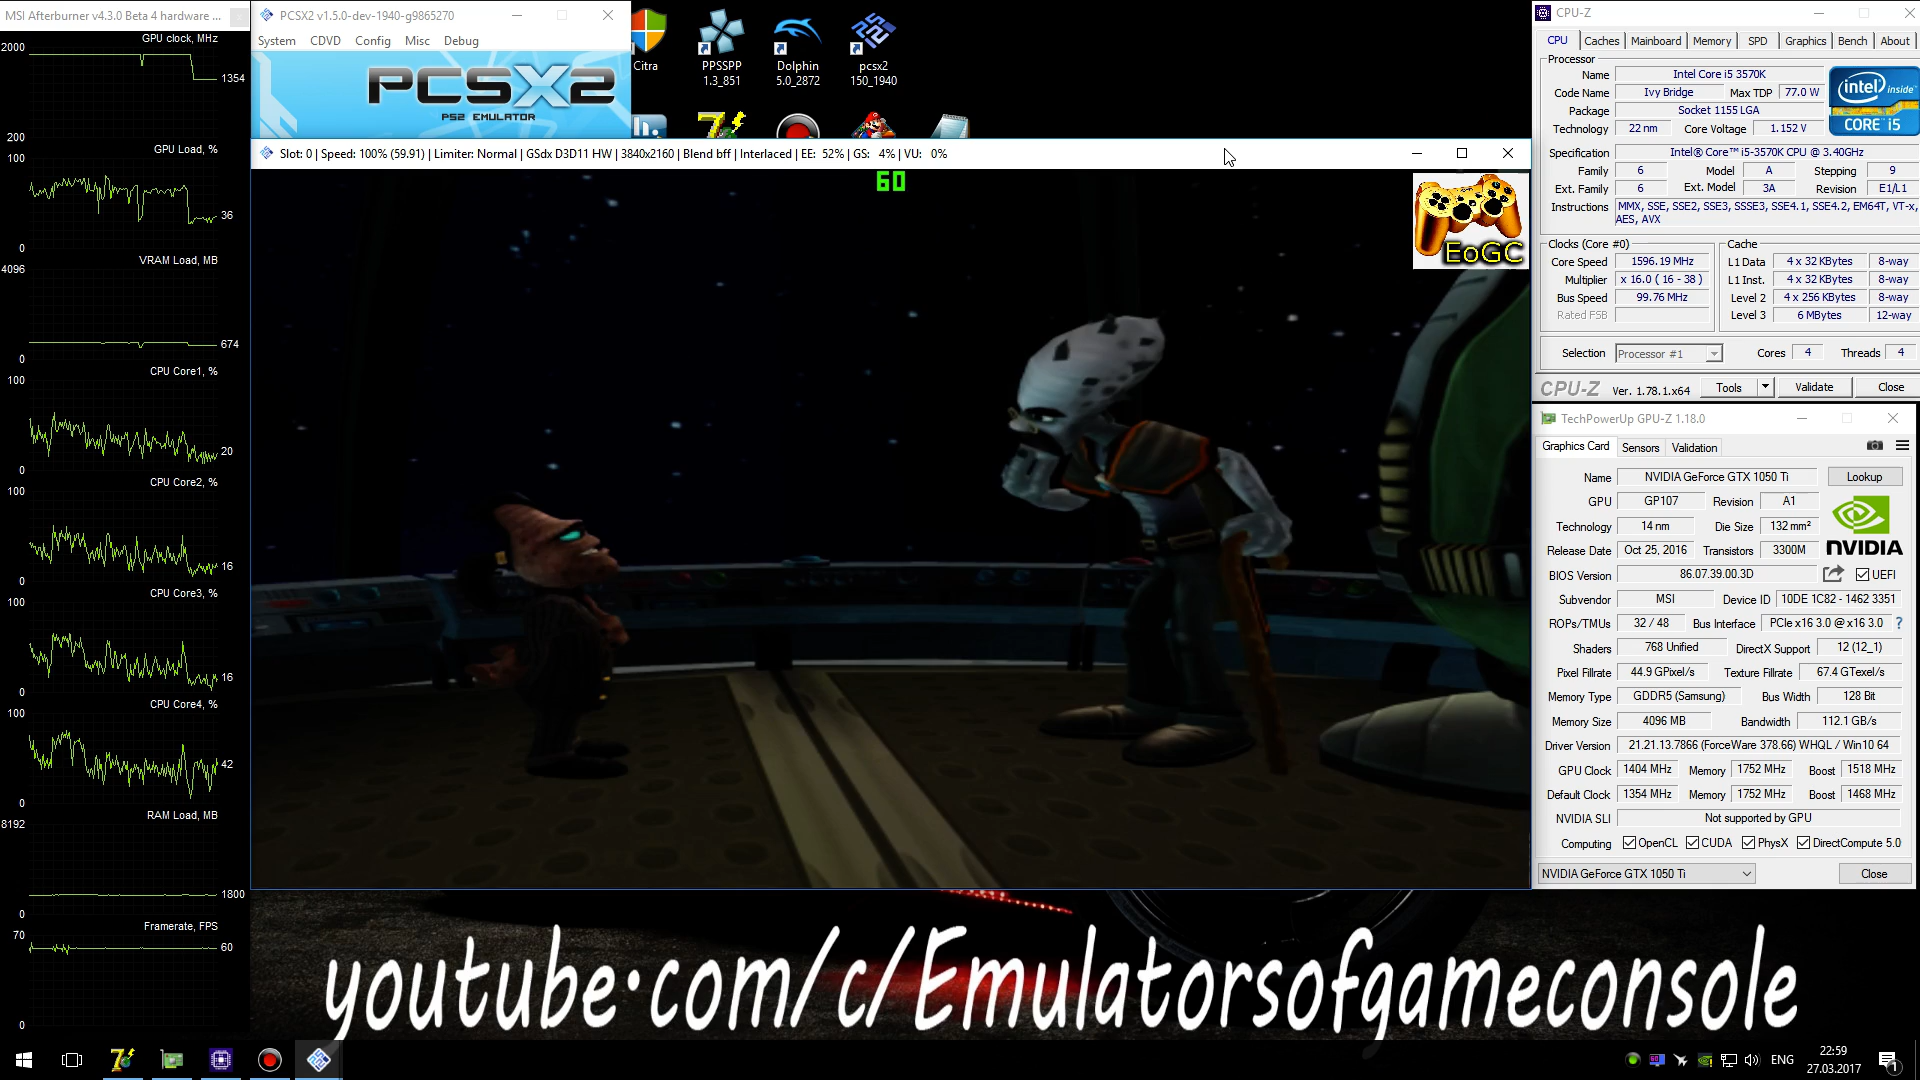 MSI Afterburner v4.3.0 Beta 4 hardware ...
GPU clock, MHz
2000
1354
200
GPU Load, %
100
36
0
VRAM Load, MB
4096
674
0
CPU Core1, %
100
20
0
CPU Core2, %
100
16
0
CPU Core3, %
100
16
0
CPU Core4, %
100
42
0
RAM Load, MB
8192
1800
0
Framerate, FPS
70
60
0
PCSX2 v1.5.0-dev-1940-g9865270
System CDVD Config Misc Debug
PCSX2
PS2 EMULATOR
Citra
PPSSPP
1.3_851
Dolphin
5.0_2872
pcsx2
150_1940
Slot: 0 | Speed: 100% (59.91) | Limiter: Normal | GSdx D3D11 HW | 3840x2160 | Blend bff | Interlaced | EE: 52% | GS: 4% | VU: 0%
60
EoGC
CPU-Z
CPU Caches Mainboard Memory SPD Graphics Bench About
Processor
Name Intel Core i5 3570K
Code Name Ivy Bridge Max TDP 77.0 W
Package Socket 1155 LGA
Technology 22 nm Core Voltage 1.152 V
intel inside™
CORE i5
Specification Intel® Core™ i5-3570K CPU @ 3.40GHz
Family 6 Model A Stepping 9
Ext. Family 6 Ext. Model 3A Revision E1/L1
Instructions MMX, SSE, SSE2, SSE3, SSSE3, SSE4.1, SSE4.2, EM64T, VT-x,
AES, AVX
Clocks (Core #0)
Core Speed 1596.19 MHz
Multiplier x 16.0 ( 16 - 38 )
Bus Speed 99.76 MHz
Rated FSB
Cache
L1 Data 4 x 32 KBytes 8-way
L1 Inst. 4 x 32 KBytes 8-way
Level 2 4 x 256 KBytes 8-way
Level 3 6 MBytes 12-way
Selection Processor #1 Cores 4 Threads 4
CPU-Z Ver. 1.78.1.x64 Tools Validate Close
TechPowerUp GPU-Z 1.18.0
Graphics Card Sensors Validation
Name NVIDIA GeForce GTX 1050 Ti Lookup
GPU GP107 Revision A1
Technology 14 nm Die Size 132 mm²
Release Date Oct 25, 2016 Transistors 3300M
NVIDIA
BIOS Version 86.07.39.00.3D UEFI
Subvendor MSI Device ID 10DE 1C82 - 1462 3351
ROPs/TMUs 32 / 48 Bus Interface PCIe x16 3.0 @ x16 3.0 ?
Shaders 768 Unified DirectX Support 12 (12_1)
Pixel Fillrate 44.9 GPixel/s Texture Fillrate 67.4 GTexel/s
Memory Type GDDR5 (Samsung) Bus Width 128 Bit
Memory Size 4096 MB Bandwidth 112.1 GB/s
Driver Version 21.21.13.7866 (ForceWare 378.66) WHQL / Win10 64
GPU Clock 1404 MHz Memory 1752 MHz Boost 1518 MHz
Default Clock 1354 MHz Memory 1752 MHz Boost 1468 MHz
NVIDIA SLI Not supported by GPU
Computing OpenCL CUDA PhysX DirectCompute 5.0
NVIDIA GeForce GTX 1050 Ti Close
youtube.com/c/Emulatorsofgameconsole
ENG
22:59
27.03.2017
1